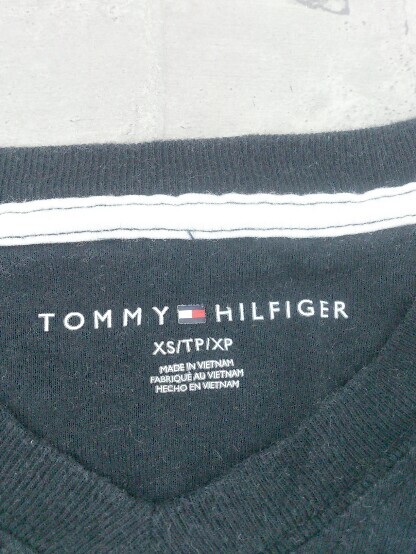 TOMMY HILFIGER
XS/TP/XP
MADE IN VIETNAM
FABRIQUÉ AU VIETNAM
HECHO EN VIETNAM